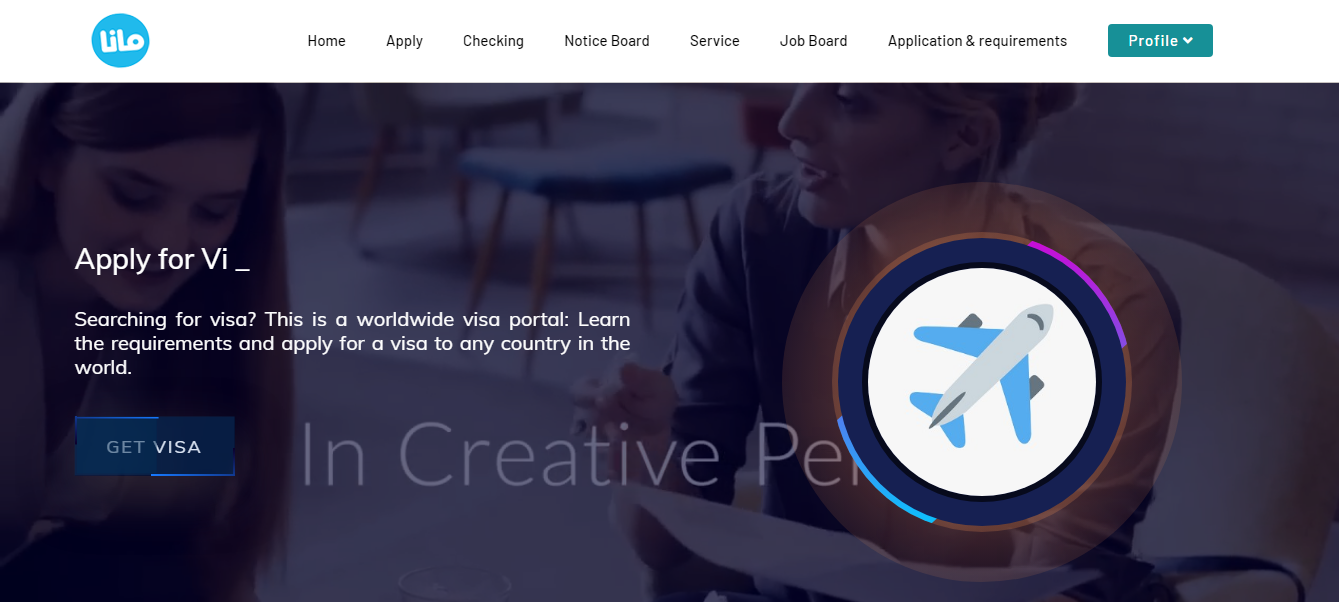 LiLo
Home Apply Checking Notice Board Service Job Board Application & requirements Profile
Apply for Vi _
Searching for visa? This is a worldwide visa portal: Learn
the requirements and apply for a visa to any country in the
world.
GET VISA
In Creative Per